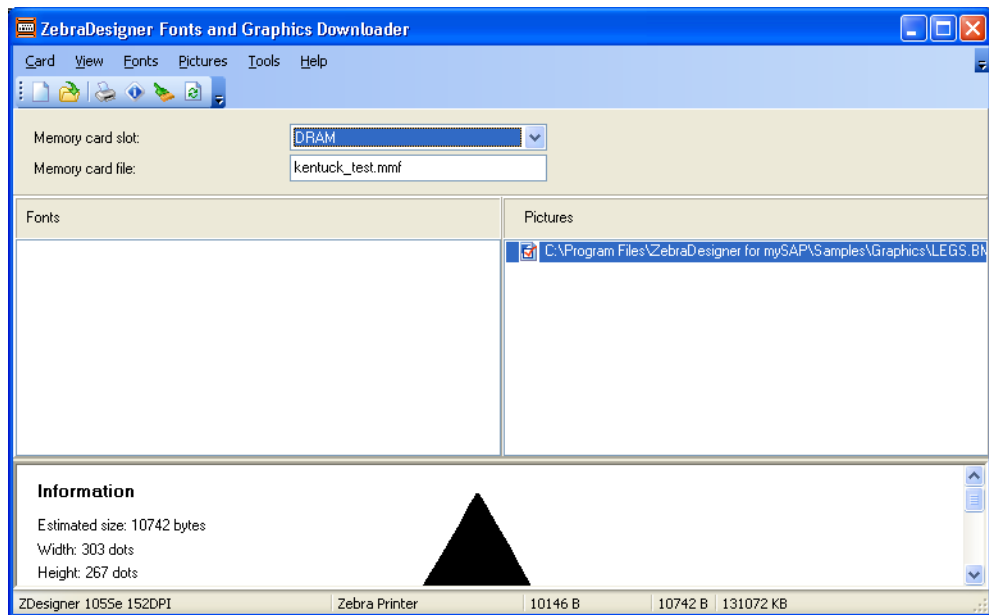 ZebraDesigner Fonts and Graphics Downloader
Card View Fonts Pictures Tools Help
Memory card slot: DRAM
Memory card file: kentuck_test.mmf
Fonts Pictures
C:\Program Files\ZebraDesigner for mySAP\Samples\Graphics\LEGS.BM
Information
Estimated size: 10742 bytes
Width: 303 dots
Height: 267 dots
ZDesigner 105Se 152DPI Zebra Printer 10146 B 10742 B 131072 KB